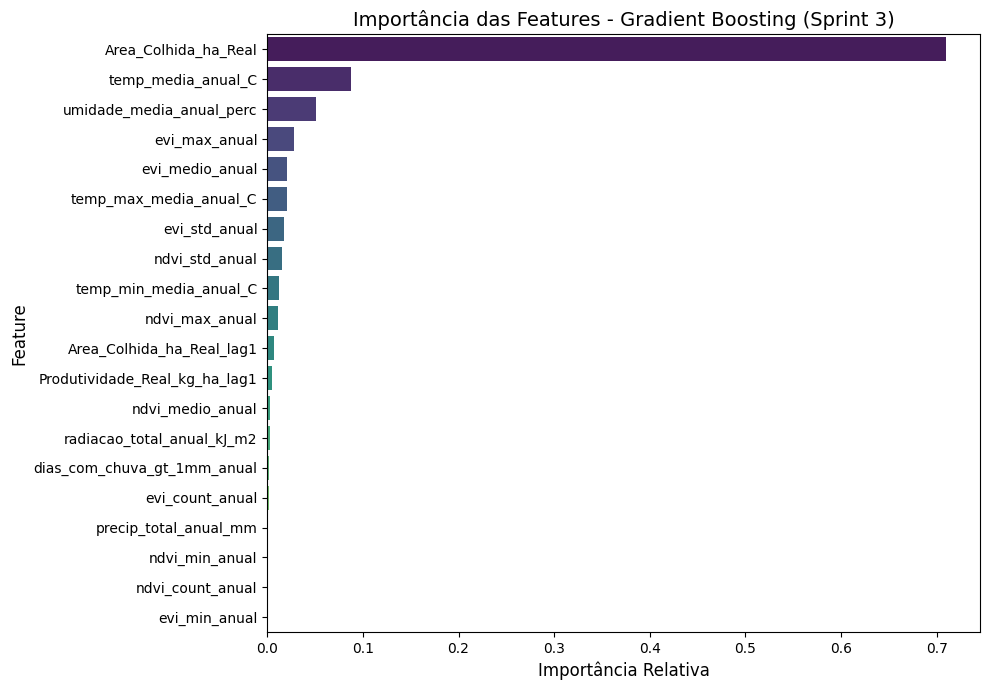 Importância das Features - Gradient Boosting (Sprint 3)
Area_Colhida_ha_Real
temp_media_anual_C
umidade_media_anual_perc
evi_max_anual
evi_medio_anual
temp_max_media_anual_C
evi_std_anual
ndvi_std_anual
temp_min_media_anual_C
ndvi_max_anual
Area_Colhida_ha_Real_lag1
Produtividade_Real_kg_ha_lag1
ndvi_medio_anual
radiacao_total_anual_kJ_m2
dias_com_chuva_gt_1mm_anual
evi_count_anual
precip_total_anual_mm
ndvi_min_anual
ndvi_count_anual
evi_min_anual
Feature
0.0 0.1 0.2 0.3 0.4 0.5 0.6 0.7
Importância Relativa